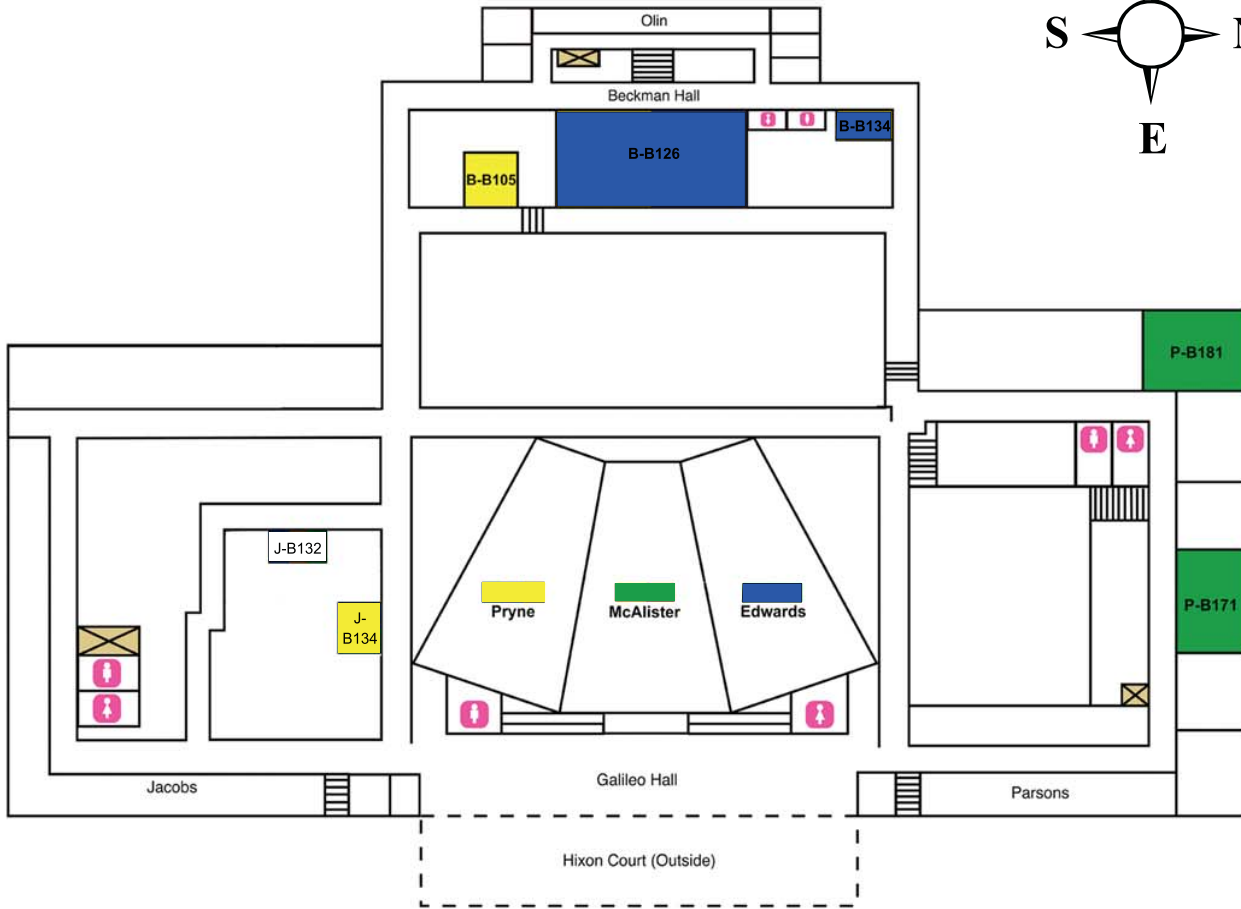 Olin
S
E
Beckman Hall
B-B134
B-B126
B-B105
P-B181
J-B132
J-
B134
Pryne
McAlister
Edwards
P-B171
Galileo Hall
Jacobs
Parsons
Hixon Court (Outside)